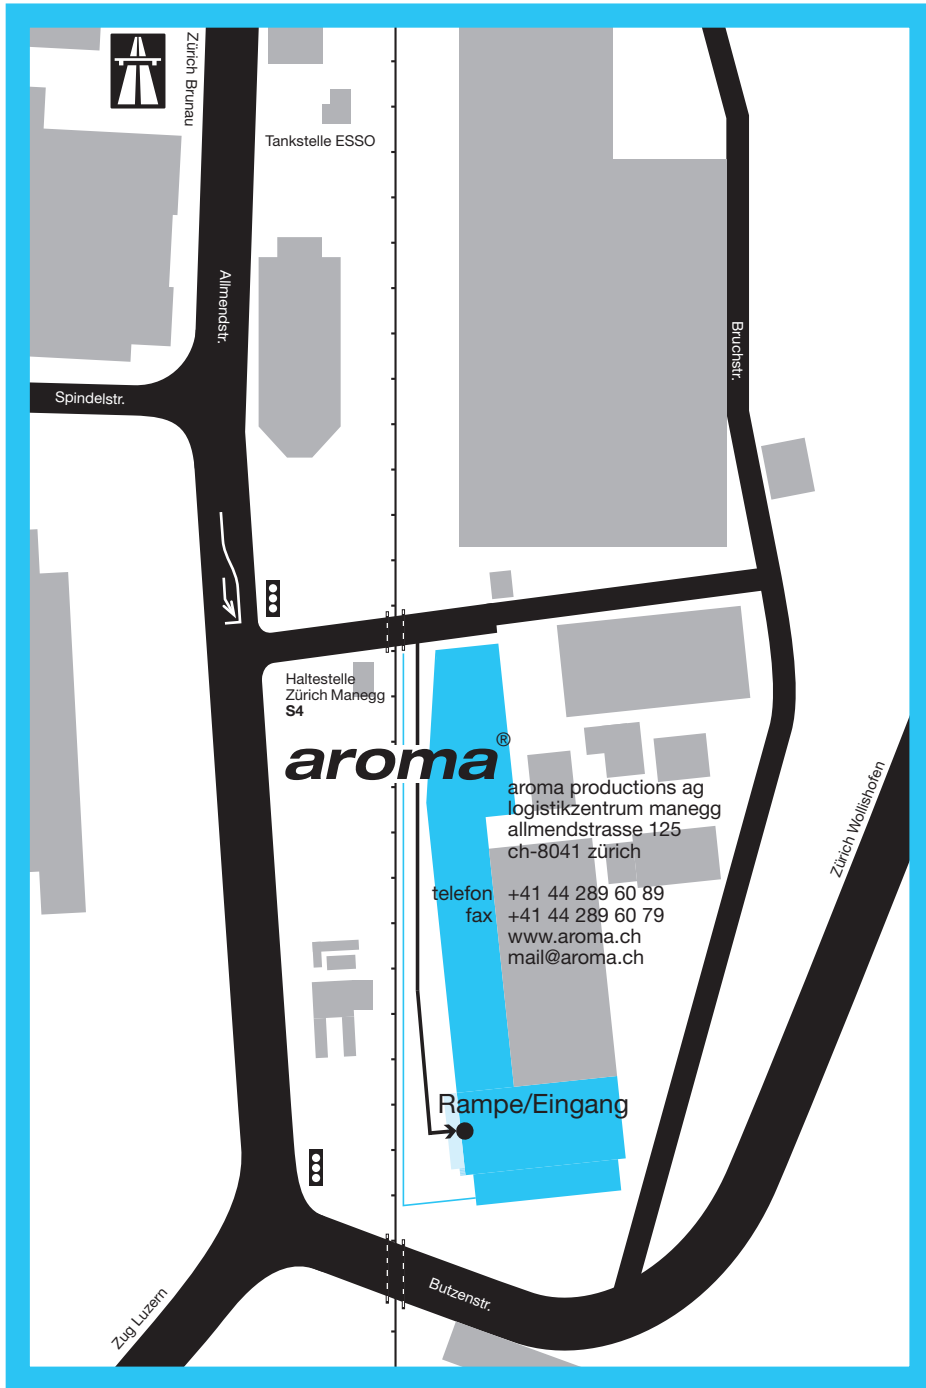 Zürich Brunau
Tankstelle ESSO
Allmendstr.
Bruchstr.
Spindelstr.
Haltestelle
Zürich Manegg
S4
aroma®
aroma productions ag
logistikzentrum manegg
allmendstrasse 125
ch-8041 zürich
telefon +41 44 289 60 89
fax +41 44 289 60 79
www.aroma.ch
mail@aroma.ch
Zürich Wollishofen
Rampe/Eingang
Butzenstr.
Zug Luzern